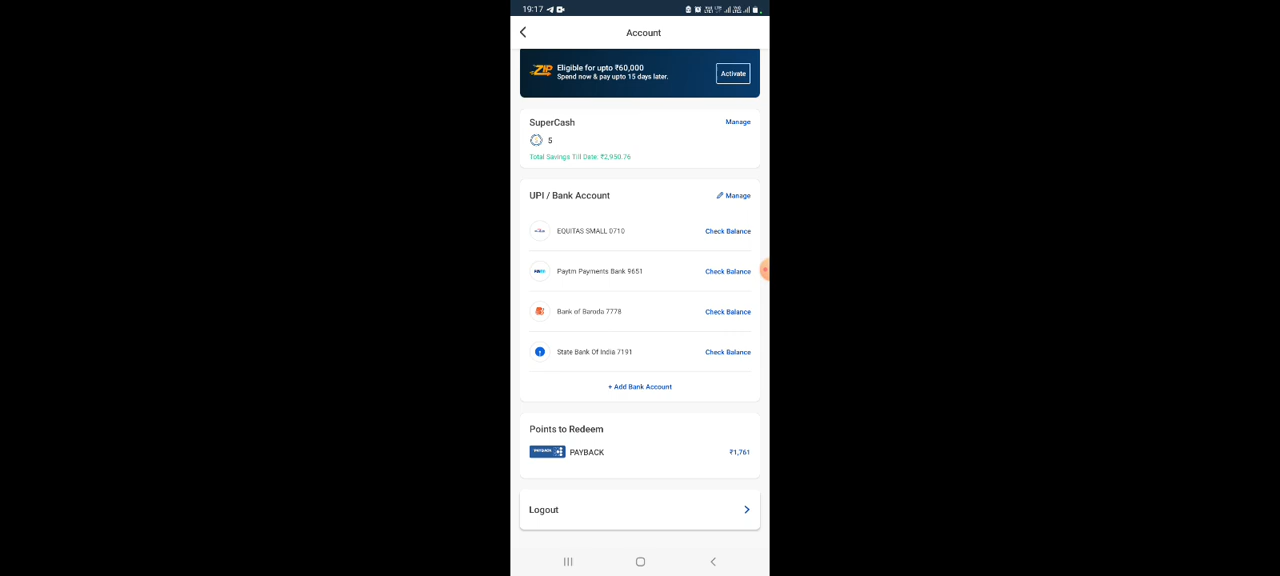 19:17
Account
ZIP
Eligible for upto ₹60,000
Spend now & pay upto 15 days later.
Activate
SuperCash
Manage
5
Total Savings Till Date: ₹2,950.76
UPI / Bank Account
Manage
EQUITAS SMALL 0710
Check Balance
Paytm Payments Bank 9651
Check Balance
Bank of Baroda 7778
Check Balance
State Bank Of India 7191
Check Balance
+ Add Bank Account
Points to Redeem
PAYBACK
PAYBACK
₹1,761
Logout